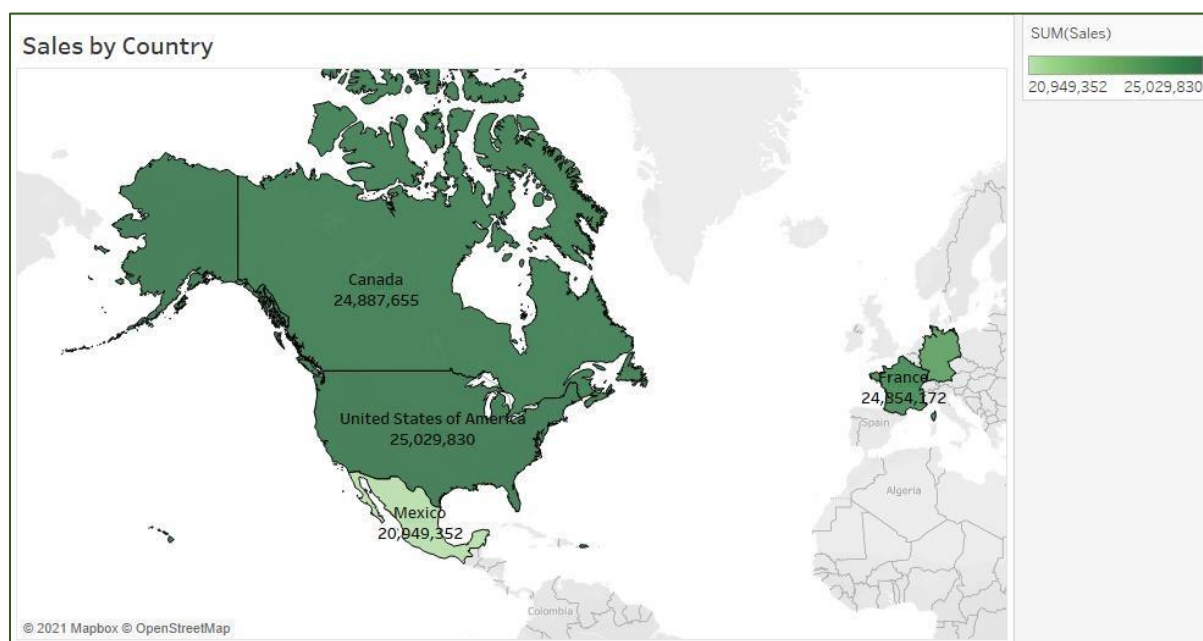 Sales by Country
SUM(Sales)
20,949,352 25,029,830
Canada
24,887,655
United States of America
25,029,830
Mexico
20,949,352
France
24,354,172
Spain
Algeria
Colombia
© 2021 Mapbox © OpenStreetMap